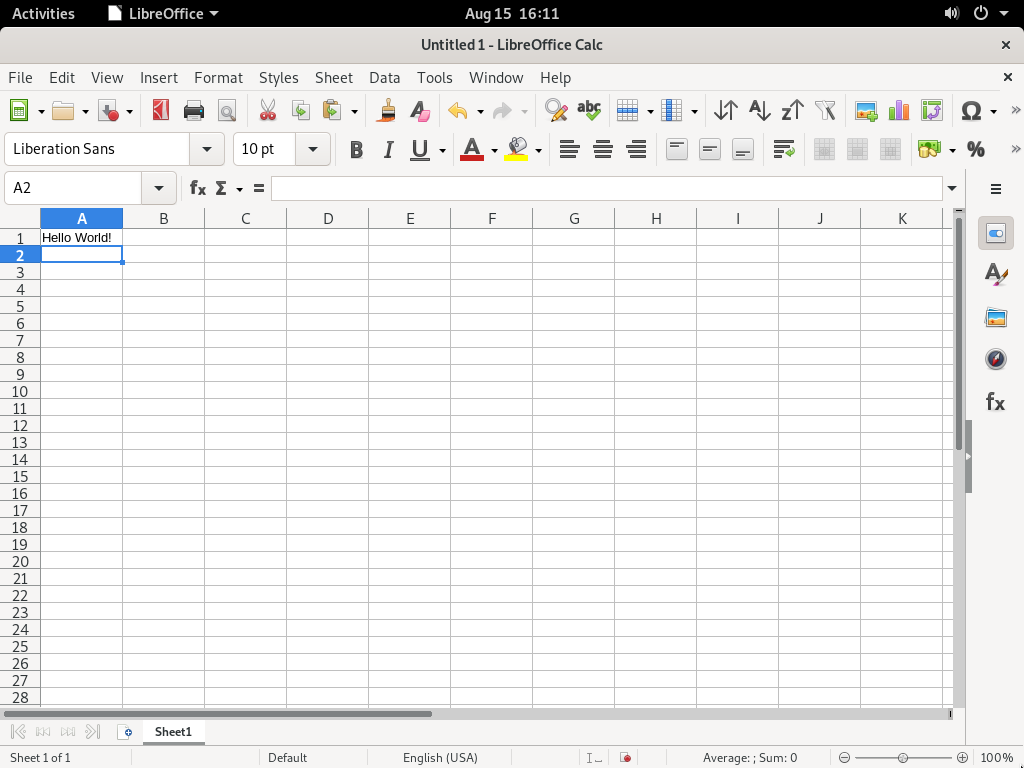 Activities LibreOffice Aug 15 16:11
Untitled 1 - LibreOffice Calc
File Edit View Insert Format Styles Sheet Data Tools Window Help
abc
Liberation Sans 10 pt B I U A %
A2 fx Σ =
A B C D E F G H I J K
1 Hello World!
2
3
4
5
6
7
8
9
10
11
12
13
14
15
16
17
18
19
20
21
22
23
24
25
26
27
28
Sheet1
Sheet 1 of 1 Default English (USA) Average: ; Sum: 0 100%